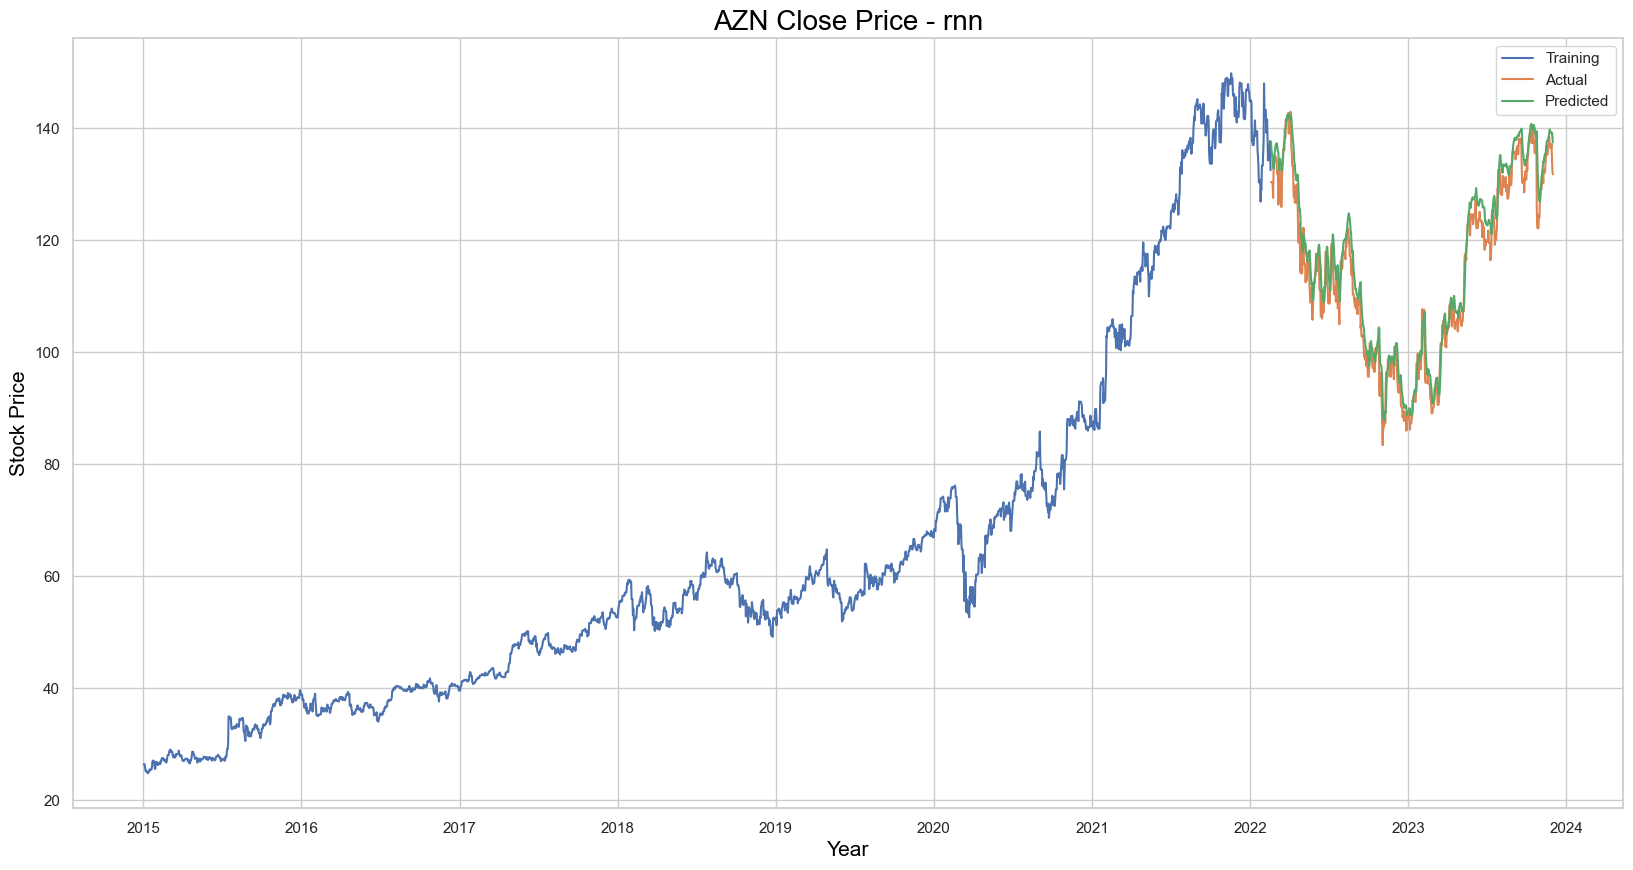 AZN Close Price - rnn
Training
Actual
Predicted
Stock Price
140
120
100
80
60
40
20
2015 2016 2017 2018 2019 2020 2021 2022 2023 2024
Year